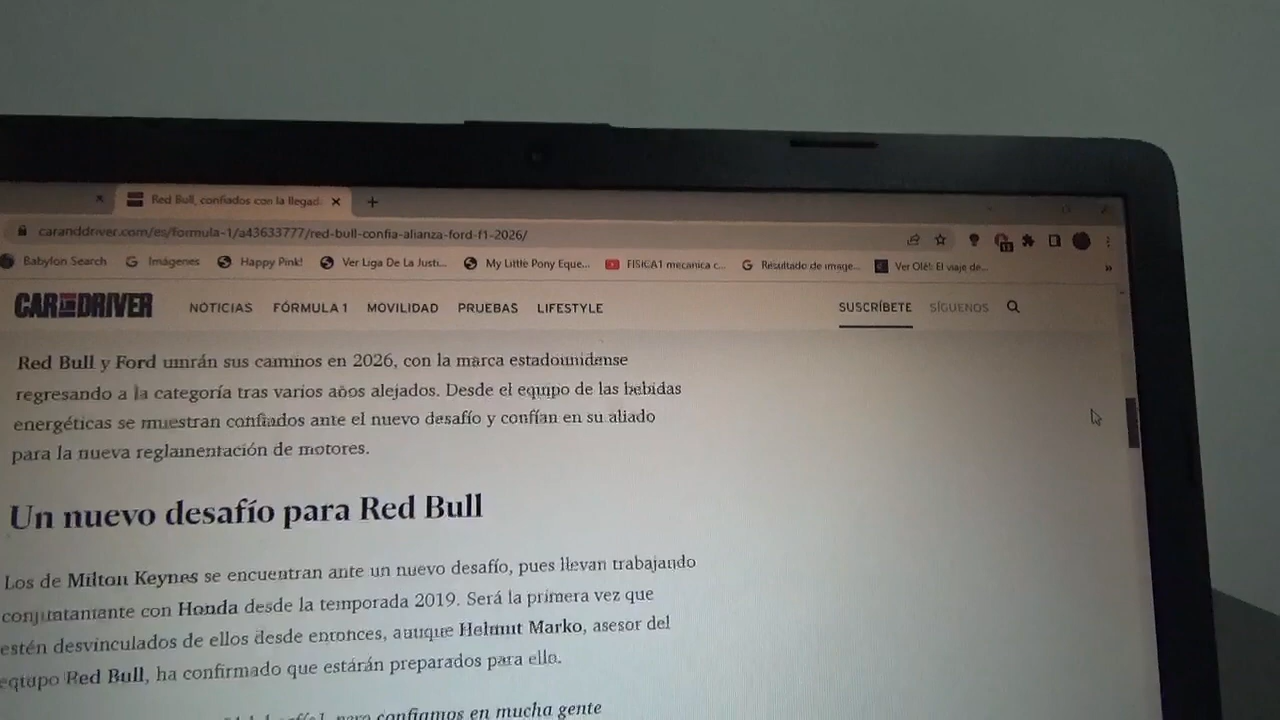 Red Bull, confiados con la llegad
caranddriver.com/es/formula-1/a43633777/red-bull-confia-alianza-ford-f1-2026/
Babylon Search Imágenes Happy Pink! Ver Liga De La Justi... My Little Pony Eque... FISICA1 mecanica c... Resultado de image... Ver Olé!: El viaje de... »
CAR AND DRIVER NOTICIAS FÓRMULA 1 MOVILIDAD PRUEBAS LIFESTYLE SUSCRÍBETE SÍGUENOS
Red Bull y Ford unirán sus caminos en 2026, con la marca estadounidense
regresando a la categoría tras varios años alejados. Desde el equipo de las bebidas
energéticas se muestran confiados ante el nuevo desafío y confían en su aliado
para la nueva reglamentación de motores.
Un nuevo desafío para Red Bull
Los de Milton Keynes se encuentran ante un nuevo desafío, pues llevan trabajando
conjuntamante con Honda desde la temporada 2019. Será la primera vez que
estén desvinculados de ellos desde entonces, aunque Helmut Marko, asesor del
equipo Red Bull, ha confirmado que estárán preparados para ello.
pero confiamos en mucha gente